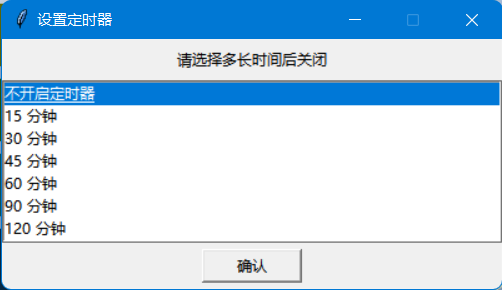 设置定时器
请选择多长时间后关闭
不开启定时器
15 分钟
30 分钟
45 分钟
60 分钟
90 分钟
120 分钟
确认